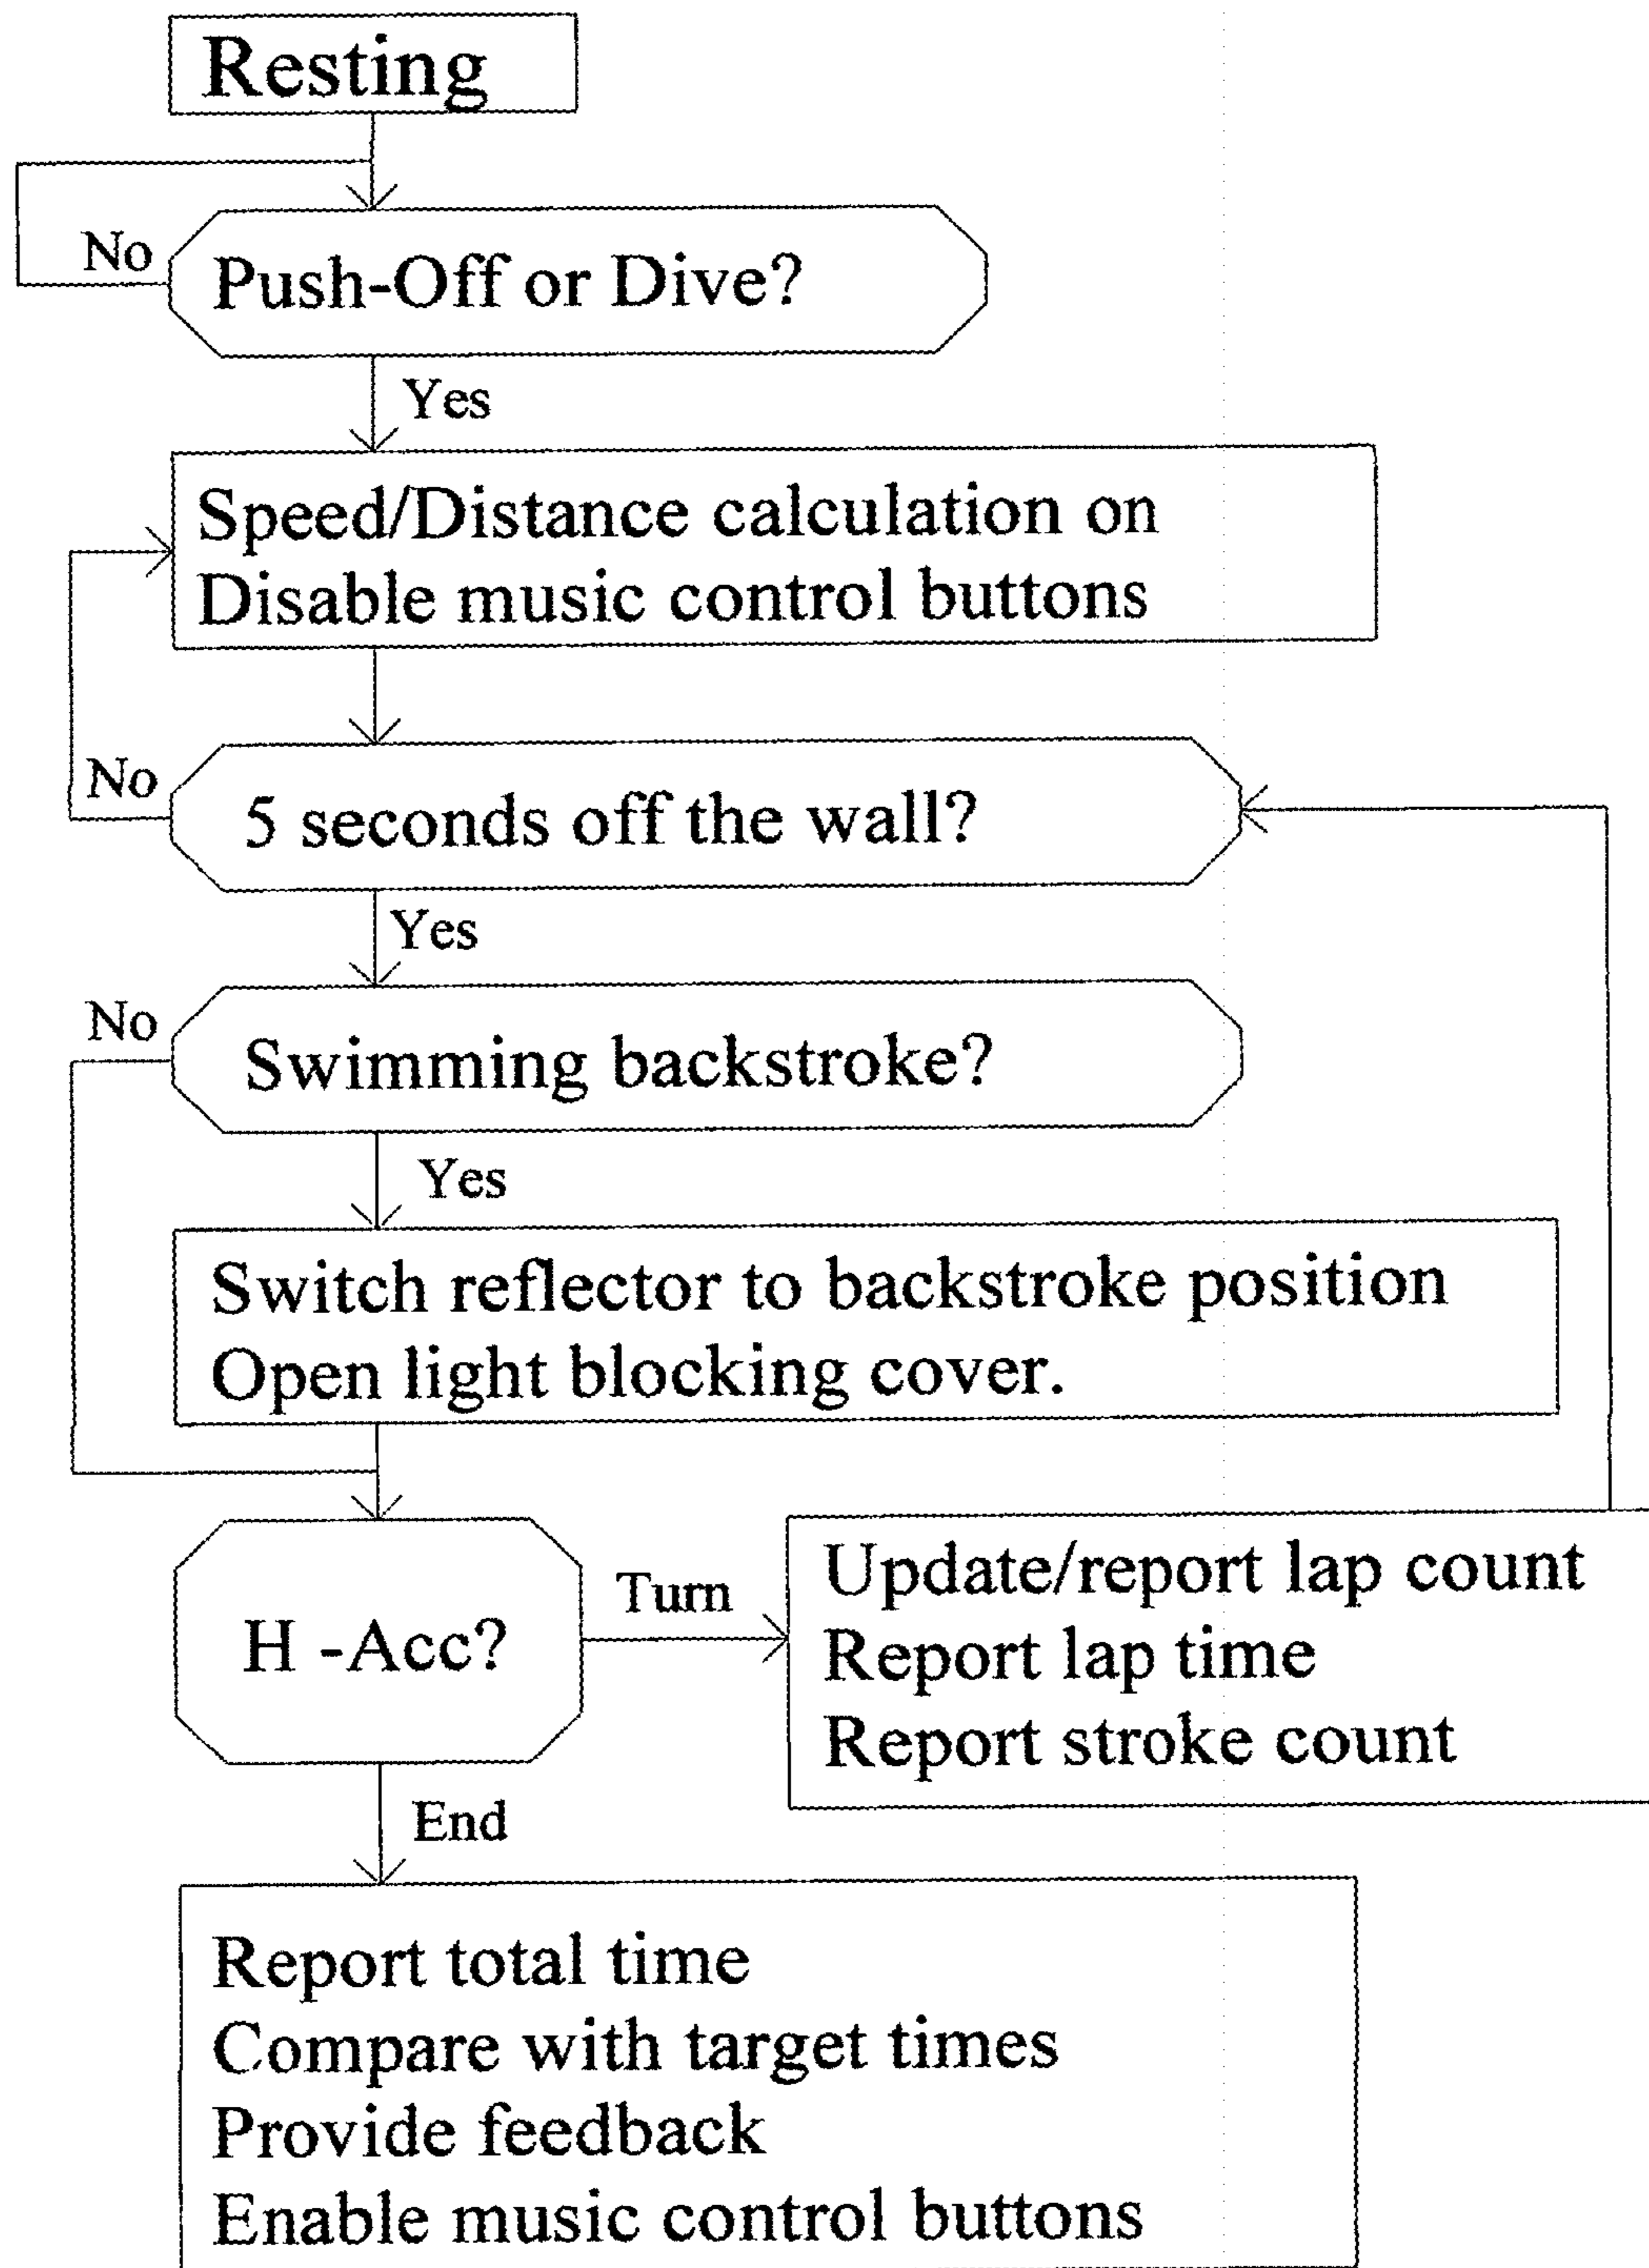 Resting
No
Push-Off or Dive?
Yes
Speed/Distance calculation on
Disable music control buttons
No
5 seconds off the wall?
Yes
No
Swimming backstroke?
Yes
Switch reflector to backstroke position
Open light blocking cover.
H -Acc?
Turn
Update/report lap count
Report lap time
Report stroke count
End
Report total time
Compare with target times
Provide feedback
Enable music control buttons